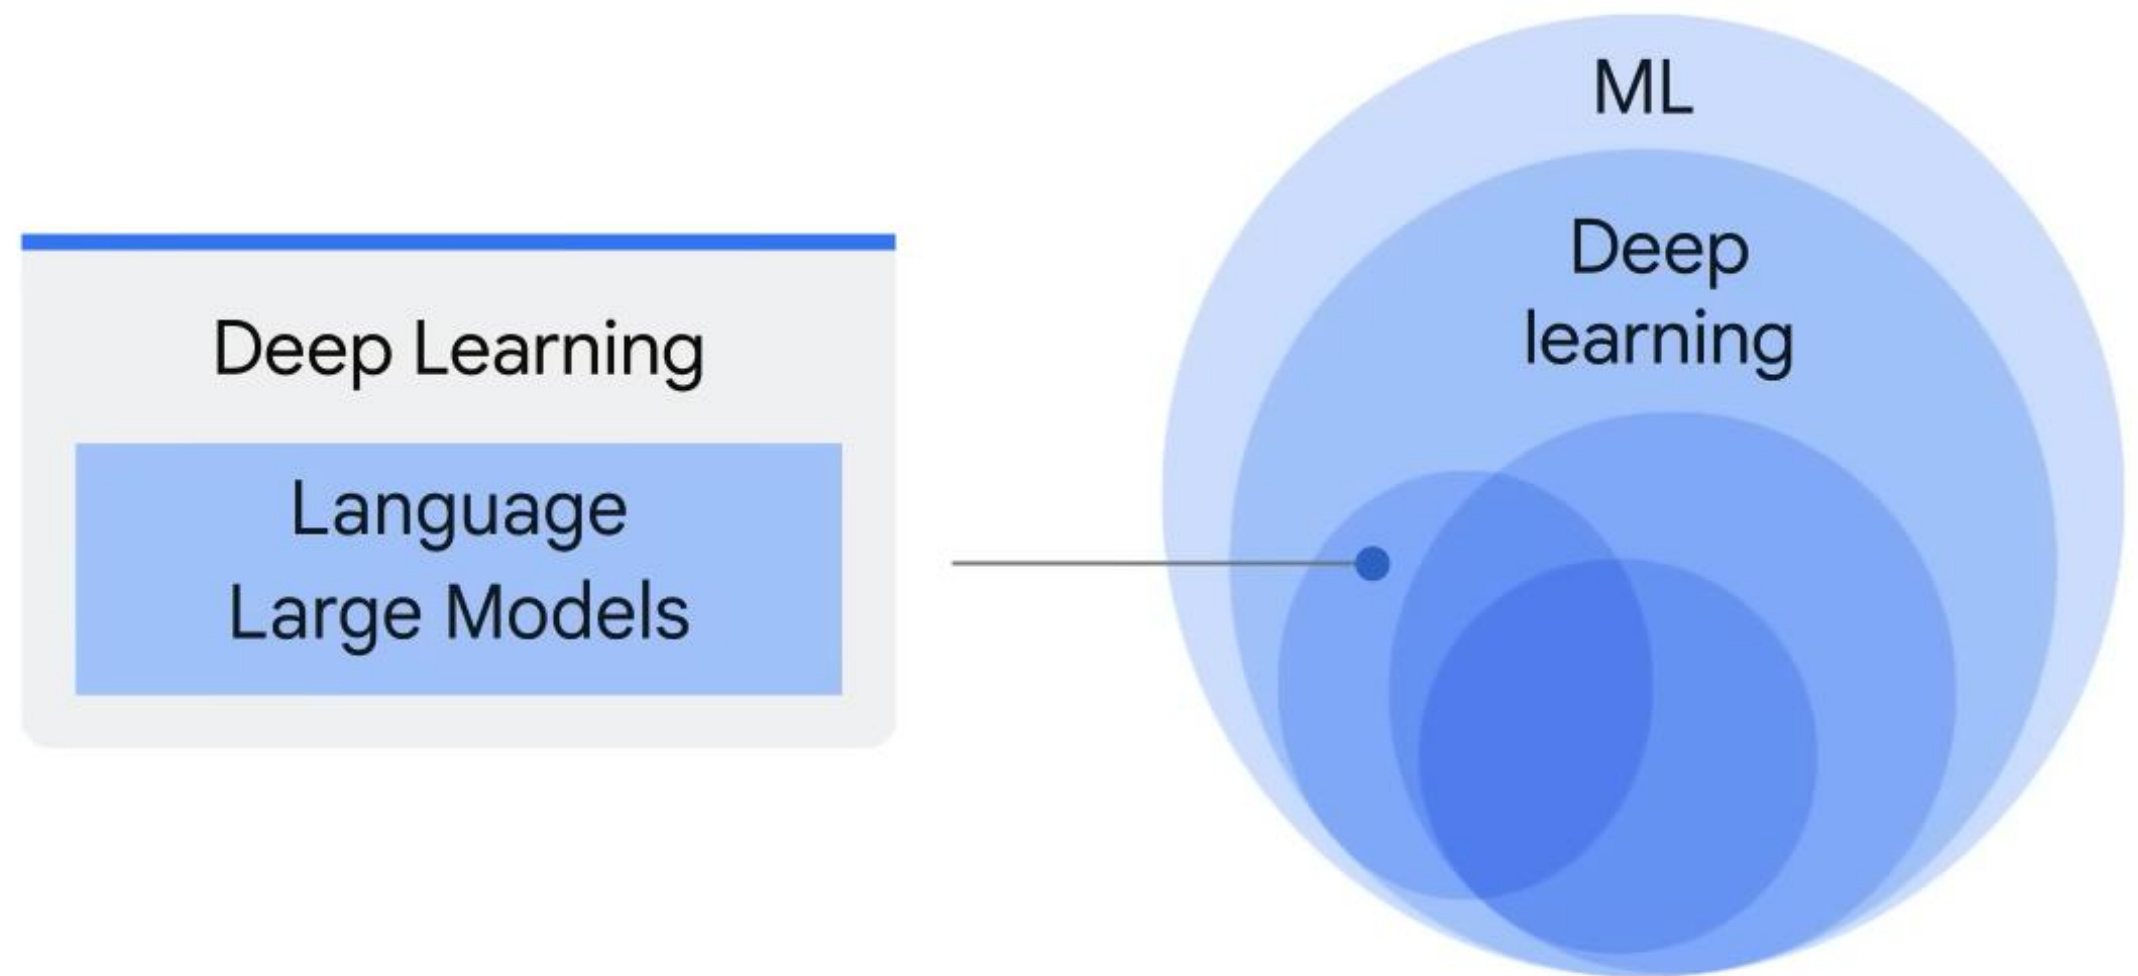 Deep Learning
Language
Large Models
ML
Deep
learning